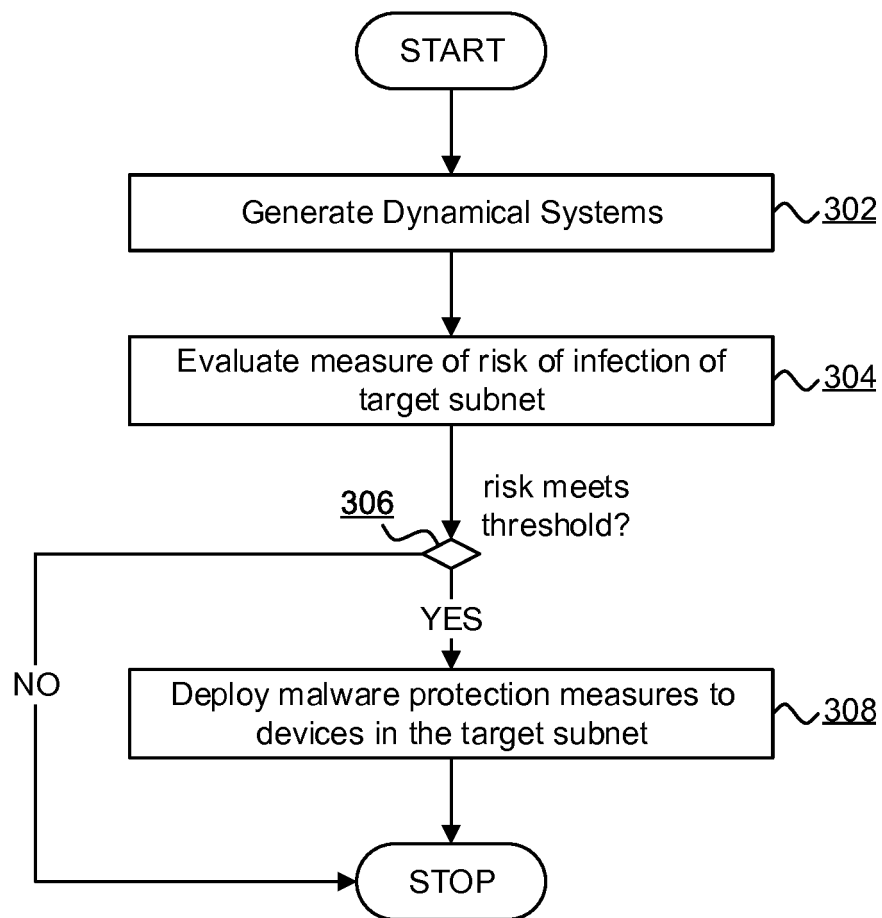 START
Generate Dynamical Systems
302
Evaluate measure of risk of infection of
target subnet
304
306
risk meets
threshold?
YES
NO
Deploy malware protection measures to
devices in the target subnet
308
STOP